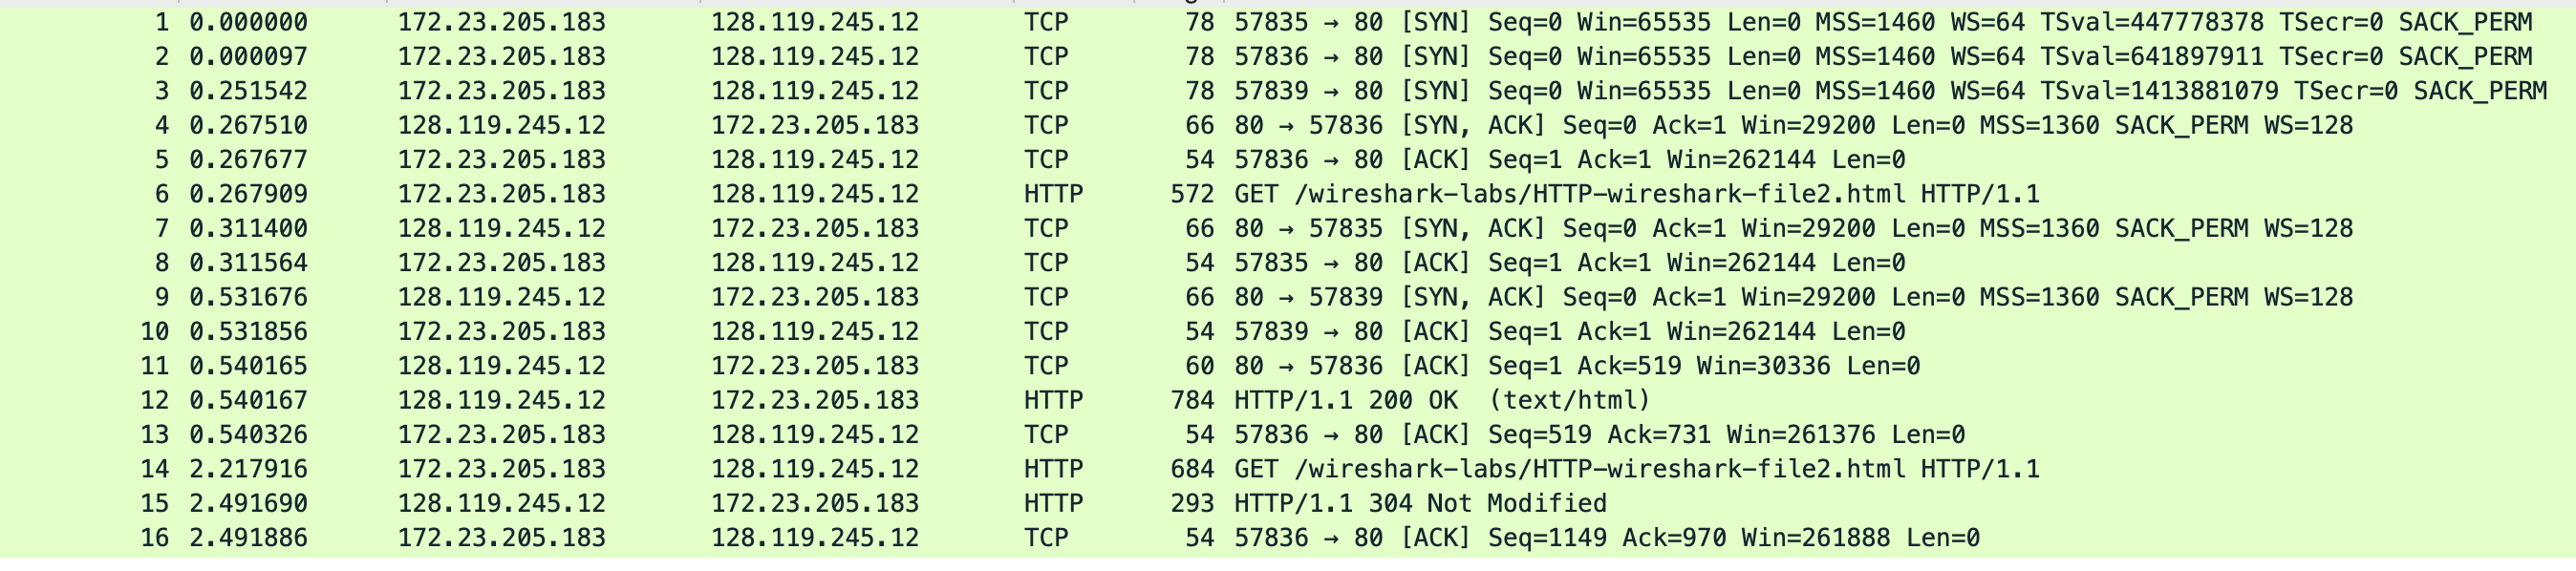 1 0.000000 172.23.205.183 128.119.245.12 TCP 78 57835 → 80 [SYN] Seq=0 Win=65535 Len=0 MSS=1460 WS=64 TSval=447778378 TSecr=0 SACK_PERM
2 0.000097 172.23.205.183 128.119.245.12 TCP 78 57836 → 80 [SYN] Seq=0 Win=65535 Len=0 MSS=1460 WS=64 TSval=641897911 TSecr=0 SACK_PERM
3 0.251542 172.23.205.183 128.119.245.12 TCP 78 57839 → 80 [SYN] Seq=0 Win=65535 Len=0 MSS=1460 WS=64 TSval=1413881079 TSecr=0 SACK_PERM
4 0.267510 128.119.245.12 172.23.205.183 TCP 66 80 → 57836 [SYN, ACK] Seq=0 Ack=1 Win=29200 Len=0 MSS=1360 SACK_PERM WS=128
5 0.267677 172.23.205.183 128.119.245.12 TCP 54 57836 → 80 [ACK] Seq=1 Ack=1 Win=262144 Len=0
6 0.267909 172.23.205.183 128.119.245.12 HTTP 572 GET /wireshark-labs/HTTP-wireshark-file2.html HTTP/1.1
7 0.311400 128.119.245.12 172.23.205.183 TCP 66 80 → 57835 [SYN, ACK] Seq=0 Ack=1 Win=29200 Len=0 MSS=1360 SACK_PERM WS=128
8 0.311564 172.23.205.183 128.119.245.12 TCP 54 57835 → 80 [ACK] Seq=1 Ack=1 Win=262144 Len=0
9 0.531676 128.119.245.12 172.23.205.183 TCP 66 80 → 57839 [SYN, ACK] Seq=0 Ack=1 Win=29200 Len=0 MSS=1360 SACK_PERM WS=128
10 0.531856 172.23.205.183 128.119.245.12 TCP 54 57839 → 80 [ACK] Seq=1 Ack=1 Win=262144 Len=0
11 0.540165 128.119.245.12 172.23.205.183 TCP 60 80 → 57836 [ACK] Seq=1 Ack=519 Win=30336 Len=0
12 0.540167 128.119.245.12 172.23.205.183 HTTP 784 HTTP/1.1 200 OK (text/html)
13 0.540326 172.23.205.183 128.119.245.12 TCP 54 57836 → 80 [ACK] Seq=519 Ack=731 Win=261376 Len=0
14 2.217916 172.23.205.183 128.119.245.12 HTTP 684 GET /wireshark-labs/HTTP-wireshark-file2.html HTTP/1.1
15 2.491690 128.119.245.12 172.23.205.183 HTTP 293 HTTP/1.1 304 Not Modified
16 2.491886 172.23.205.183 128.119.245.12 TCP 54 57836 → 80 [ACK] Seq=1149 Ack=970 Win=261888 Len=0